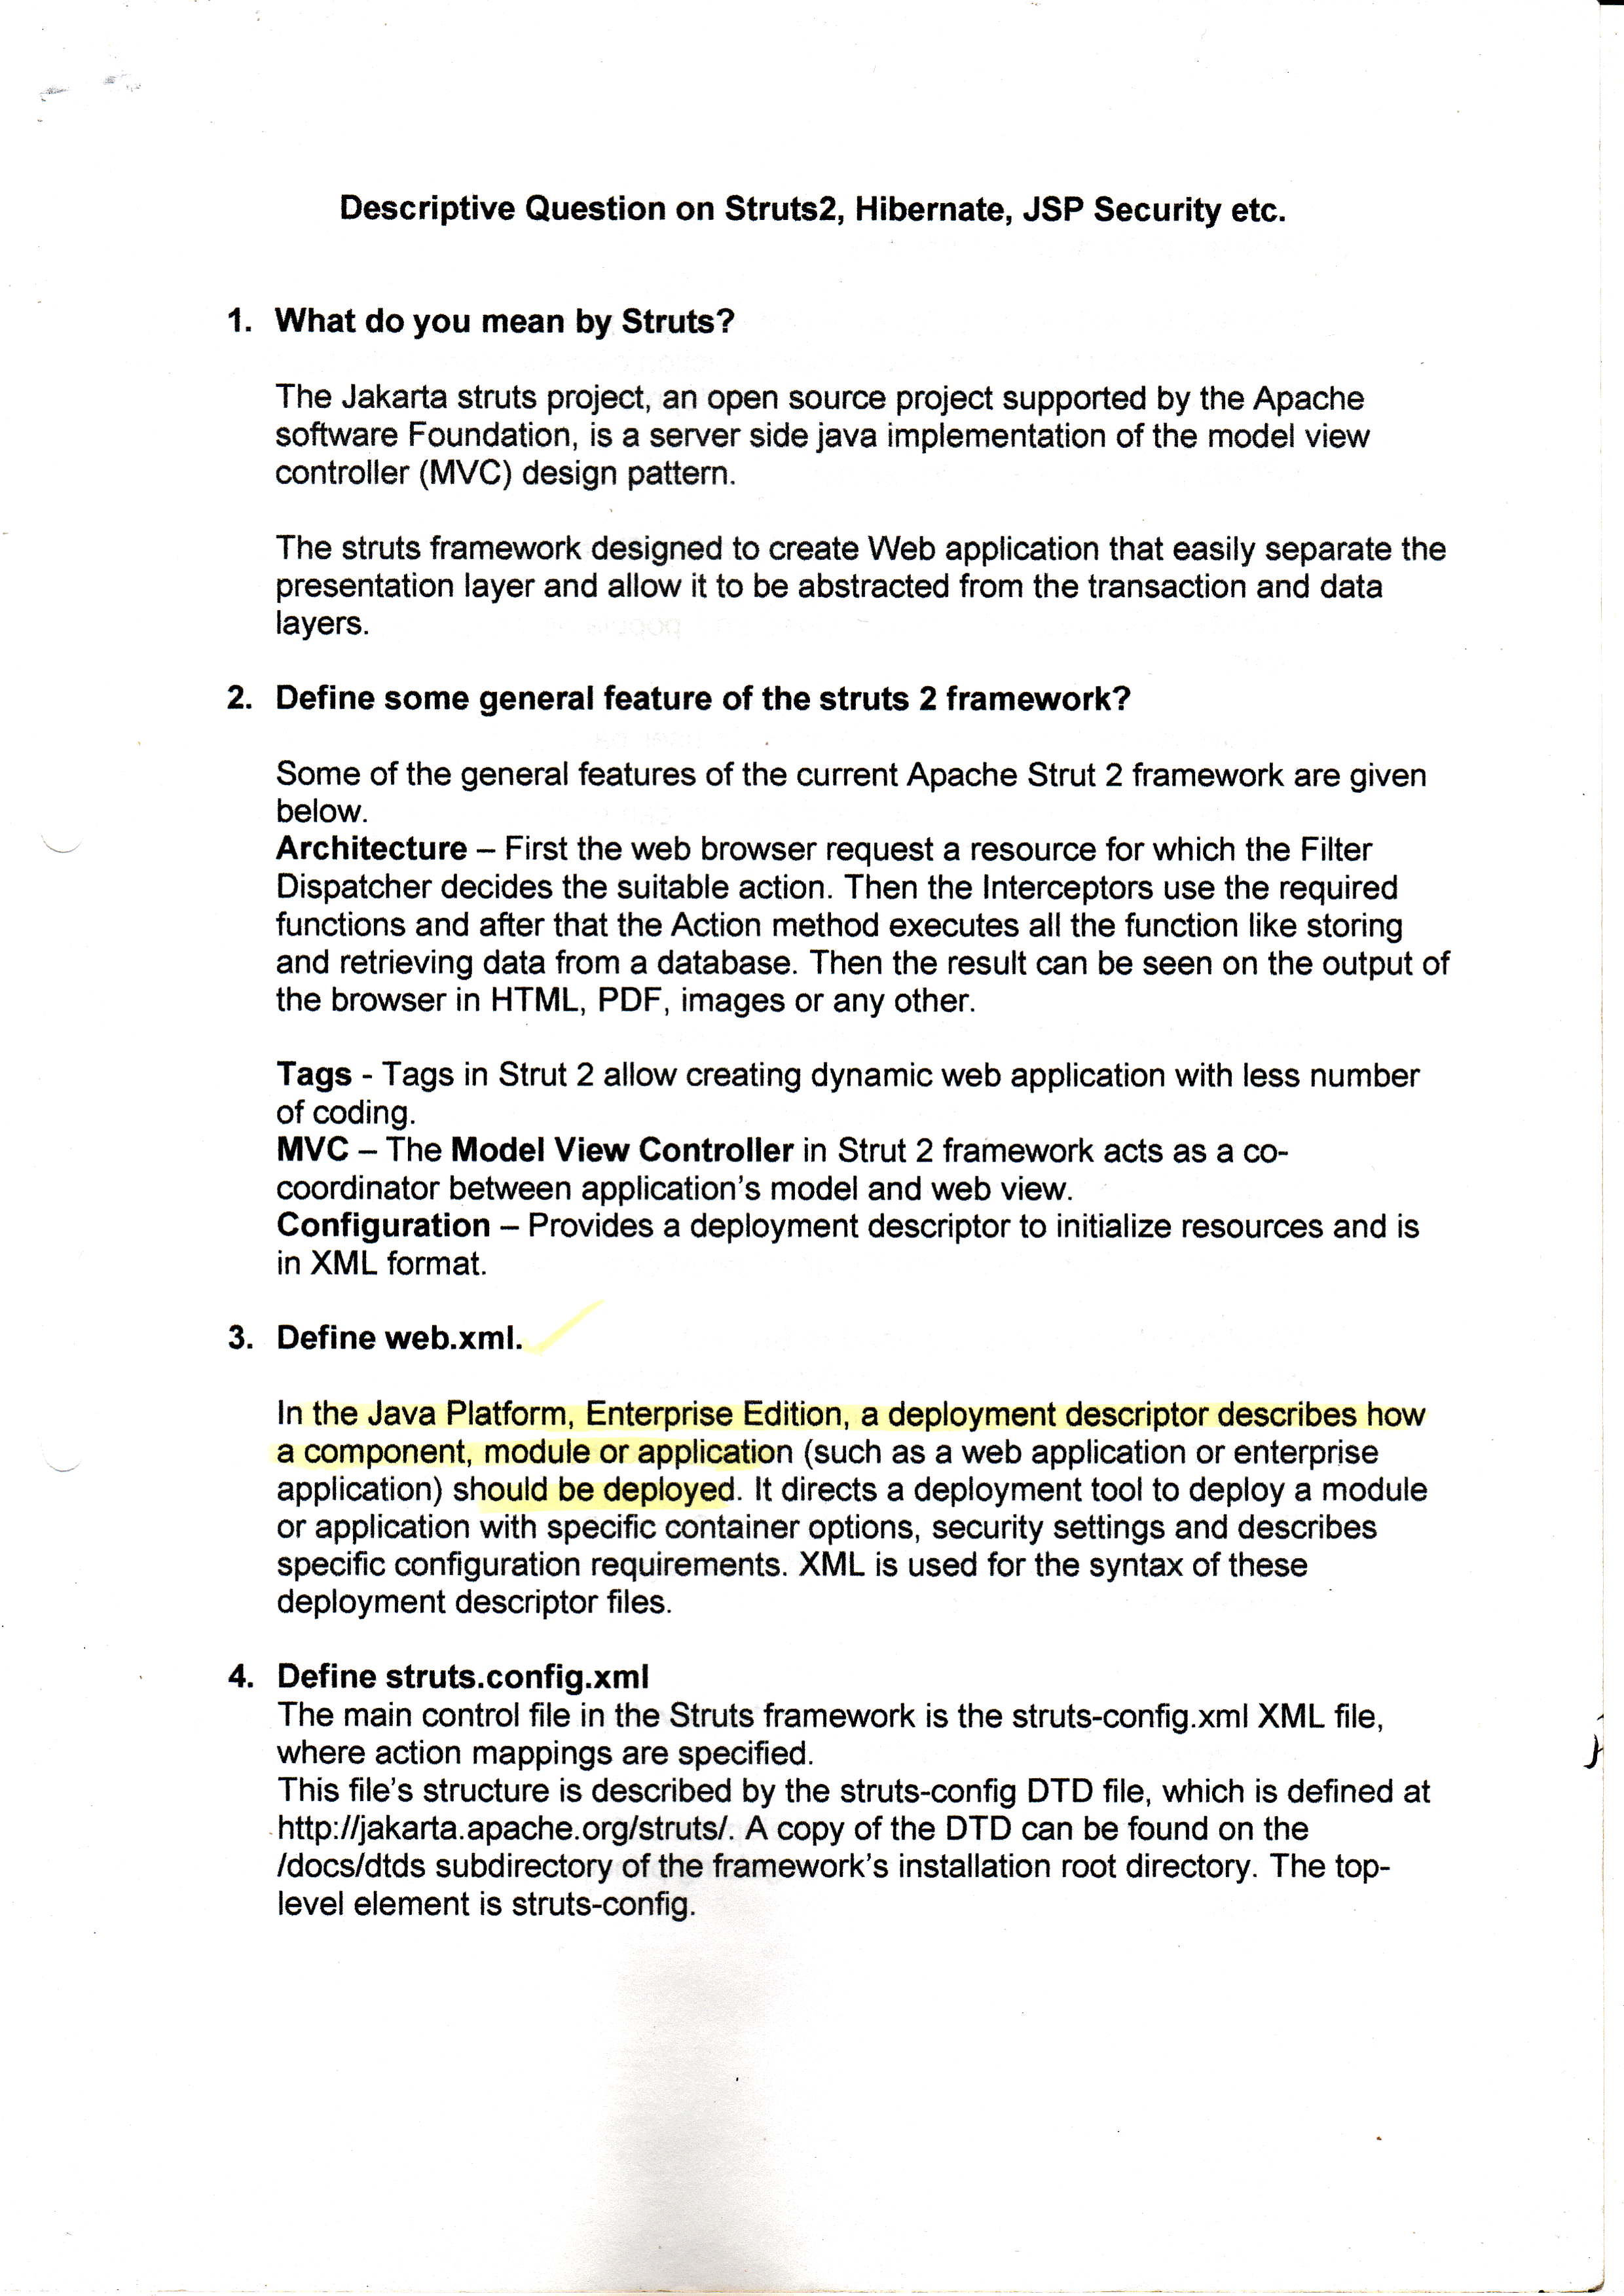 Descriptive Question on Struts2, Hibernate, JSP Security etc.
1. What do you mean by Struts?
The Jakarta struts project, an open source project supported by the Apache
software Foundation, is a server side java implementation of the model view
controller (MVC) design pattern.
The struts framework designed to create Web application that easily separate the
presentation layer and allow it to be abstracted from the transaction and data
layers.
2. Define some general feature of the struts 2 framework?
Some of the general features of the current Apache Strut 2 framework are given
below.
Architecture – First the web browser request a resource for which the Filter
Dispatcher decides the suitable action. Then the Interceptors use the required
functions and after that the Action method executes all the function like storing
and retrieving data from a database. Then the result can be seen on the output of
the browser in HTML, PDF, images or any other.
Tags - Tags in Strut 2 allow creating dynamic web application with less number
of coding.
MVC – The Model View Controller in Strut 2 framework acts as a co-
coordinator between application's model and web view.
Configuration – Provides a deployment descriptor to initialize resources and is
in XML format.
3. Define web.xml.
In the Java Platform, Enterprise Edition, a deployment descriptor describes how
a component, module or application (such as a web application or enterprise
application) should be deployed. It directs a deployment tool to deploy a module
or application with specific container options, security settings and describes
specific configuration requirements. XML is used for the syntax of these
deployment descriptor files.
4. Define struts.config.xml
The main control file in the Struts framework is the struts-config.xml XML file,
where action mappings are specified.
This file's structure is described by the struts-config DTD file, which is defined at
http://jakarta.apache.org/struts/. A copy of the DTD can be found on the
/docs/dtds subdirectory of the framework's installation root directory. The top-
level element is struts-config.